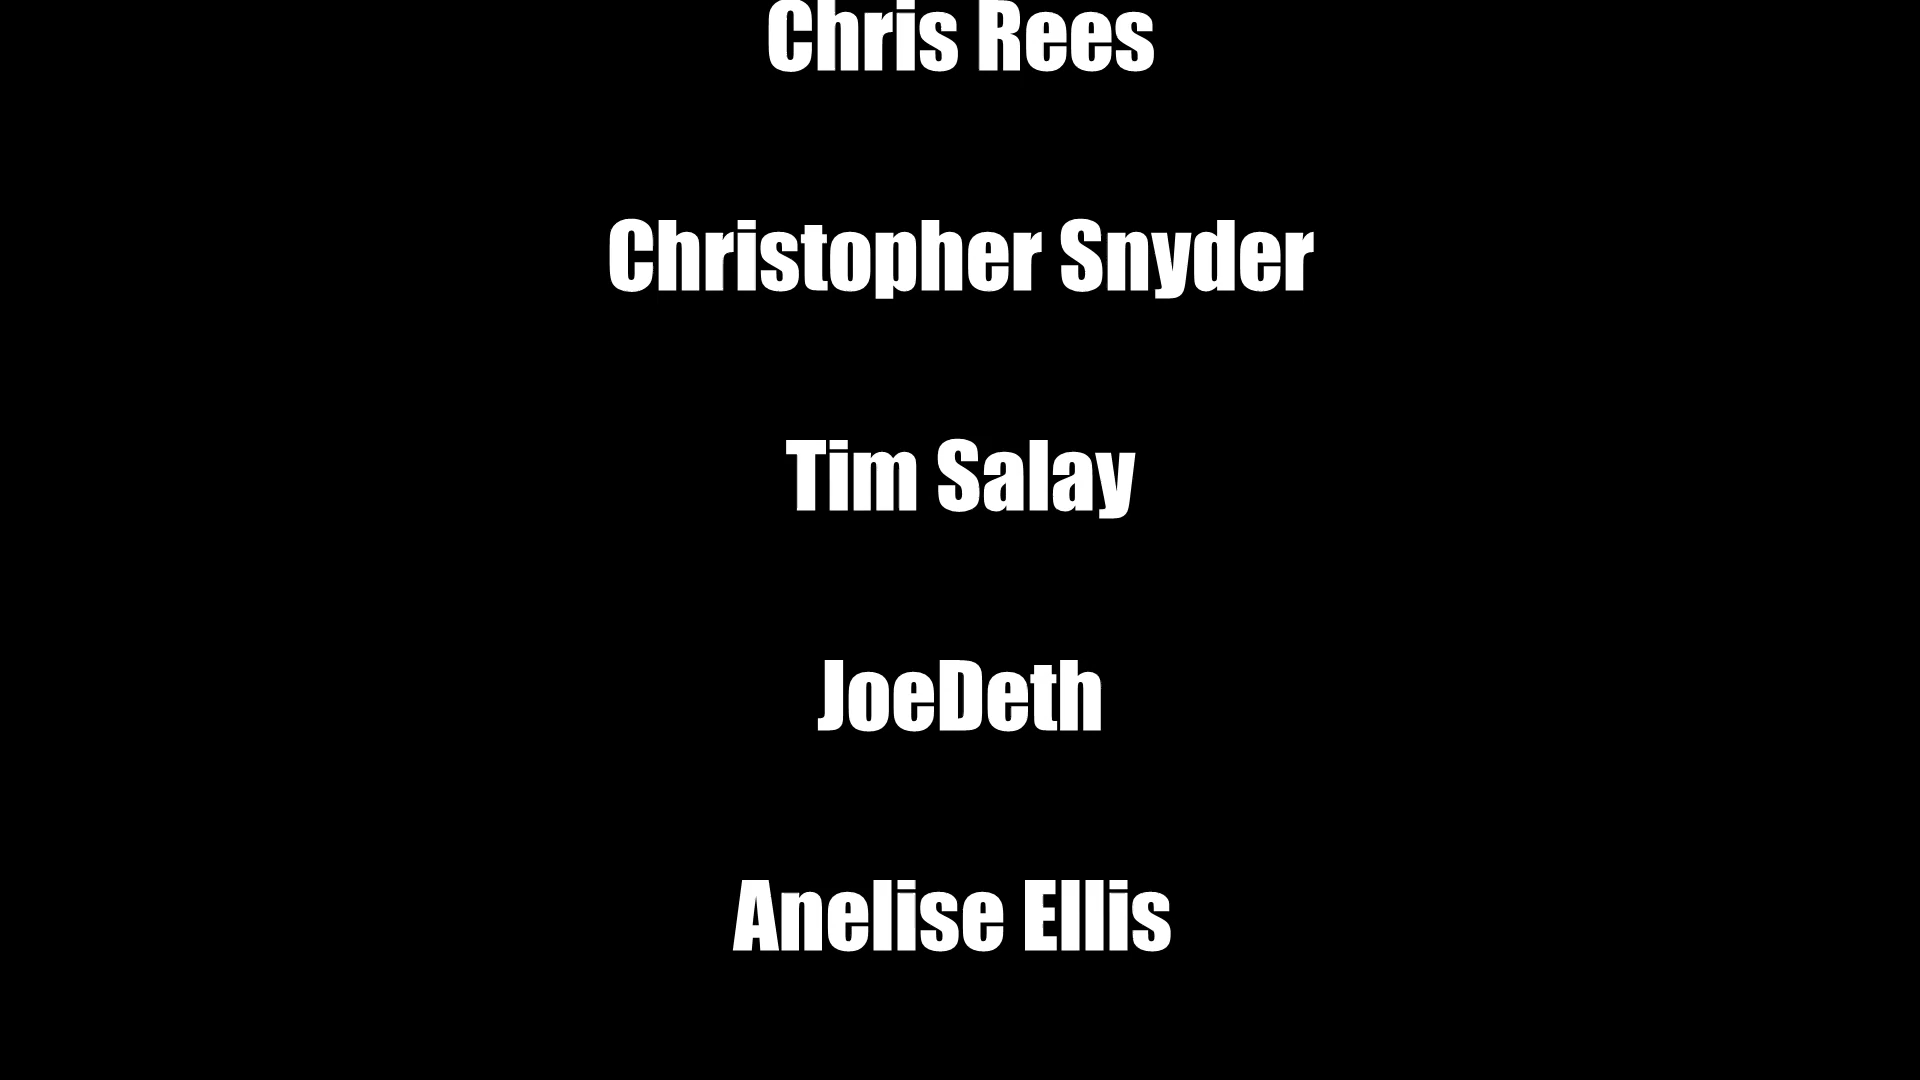 Chris Rees
Christopher Snyder
Tim Salay
JoeDeth
Anelise Ellis